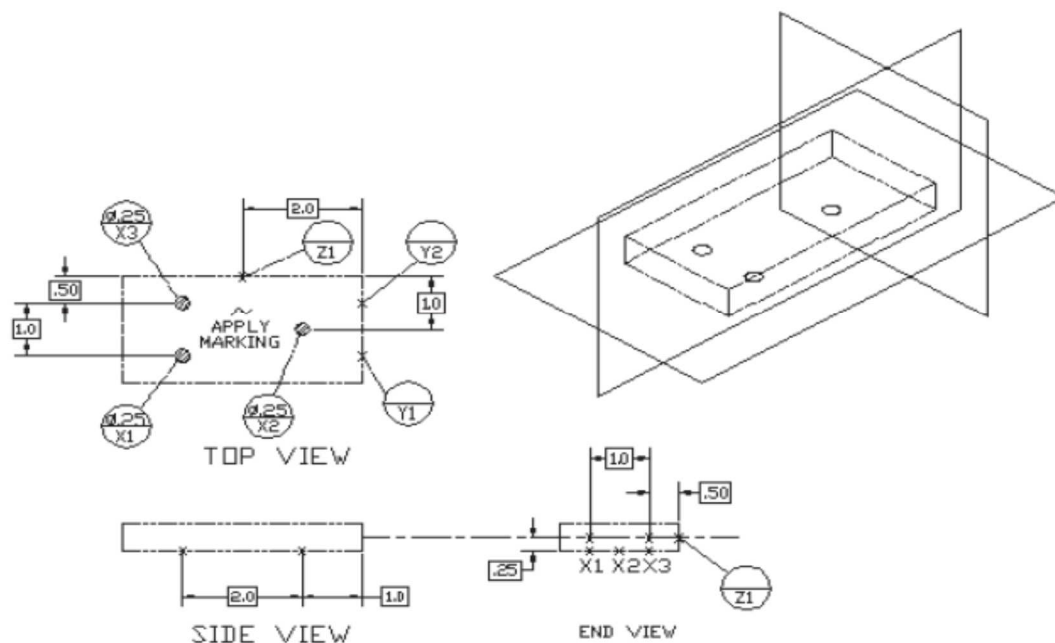 2.0
Ø.25
X3
Z1
Y2
.50
1.0
1.0
~
APPLY
MARKING
Ø.25
X1
Ø.25
X2
Y1
TOP VIEW
1.0
.50
.25
X1 X2 X3
Z1
2.0
1.0
SIDE VIEW
END VIEW